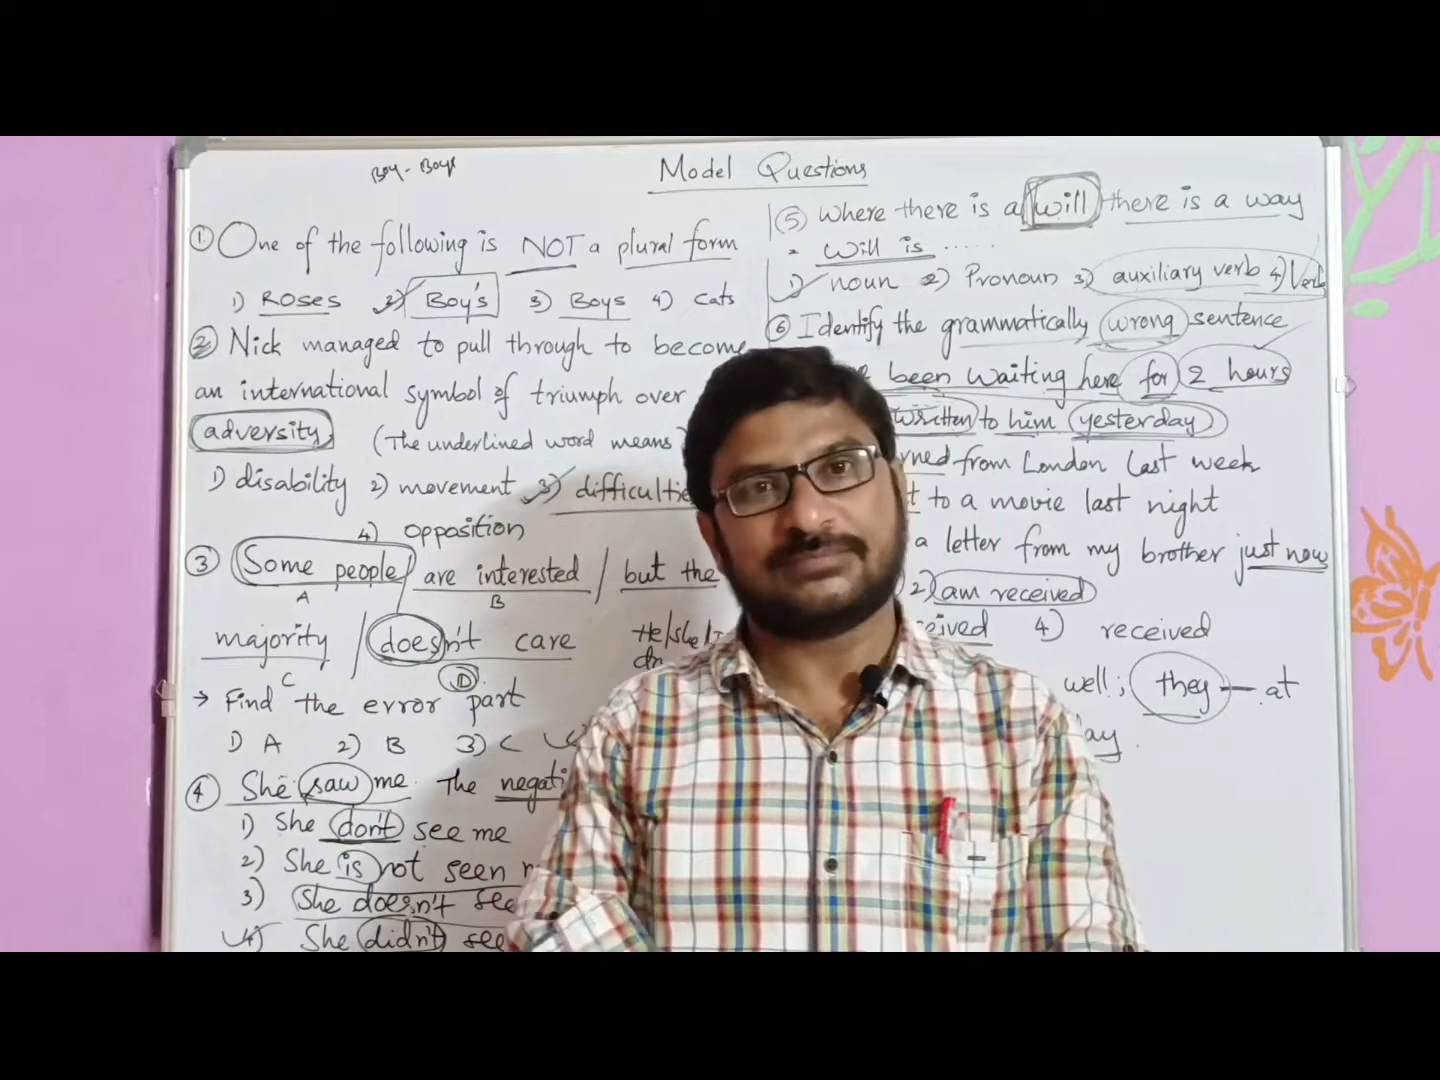 Boy - Boys
Model Questions
① One of the following is NOT a plural form
1) Roses 2) Boy's 3) Boys 4) Cats
② Nick managed to pull through to become
an international symbol of triumph over
adversity (The underlined word means)
1) disability 2) movement 3) difficulties
4) opposition
③ Some people are interested / but the
A B
majority / doesn't care He/she/
C D
→ Find the error part
1) A 2) B 3) C
④ She saw me. The
1) She don't see me
2) She is not seen
3) She doesn't see
4) She didn't see
⑤ Where there is a will there is a way
will is ......
1) noun 2) Pronoun 3) auxiliary verb 4) Verb
⑥ Identify the grammatically wrong sentence
been waiting here for 2 hours
written to him yesterday
from London last week
to a movie last night
a letter from my brother just now
2) am received
4) received
well; they — at